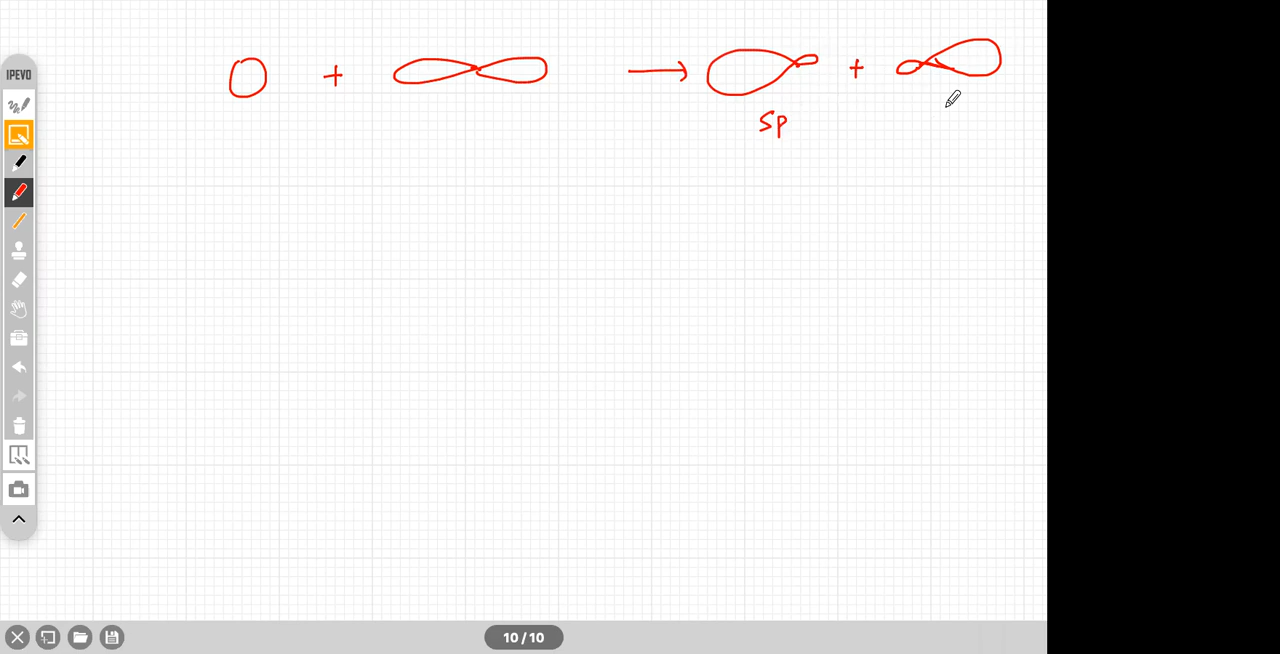 + → +
sp
IPEVO
10/10